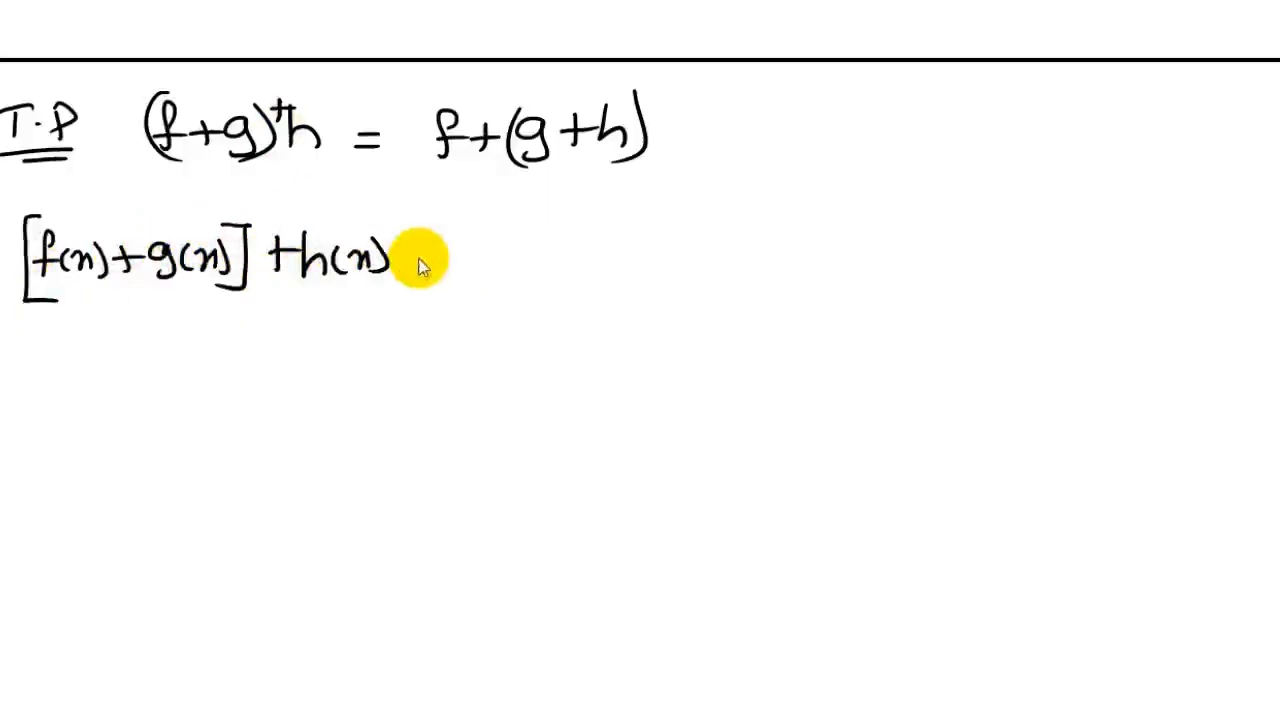 T.P (f+g)+h = f+(g+h)
[f(x)+g(x)] +h(x)